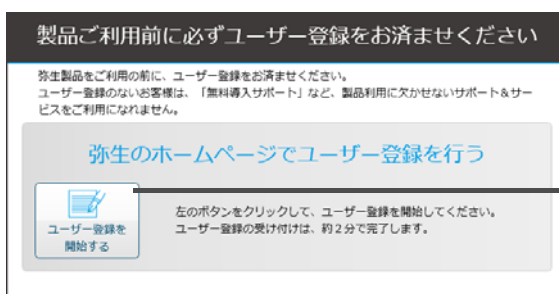 製品ご利用前に必ずユーザー登録をお済ませください
弥生製品をご利用の前に、ユーザー登録をお済ませください。
ユーザー登録のないお客様は、「無料導入サポート」など、製品利用に欠かせないサポート&サー
ビスをご利用になれません。
弥生のホームページでユーザー登録を行う
左のボタンをクリックして、ユーザー登録を開始してください。
ユーザー登録の受け付けは、約2分で完了します。
ユーザー登録を
開始する